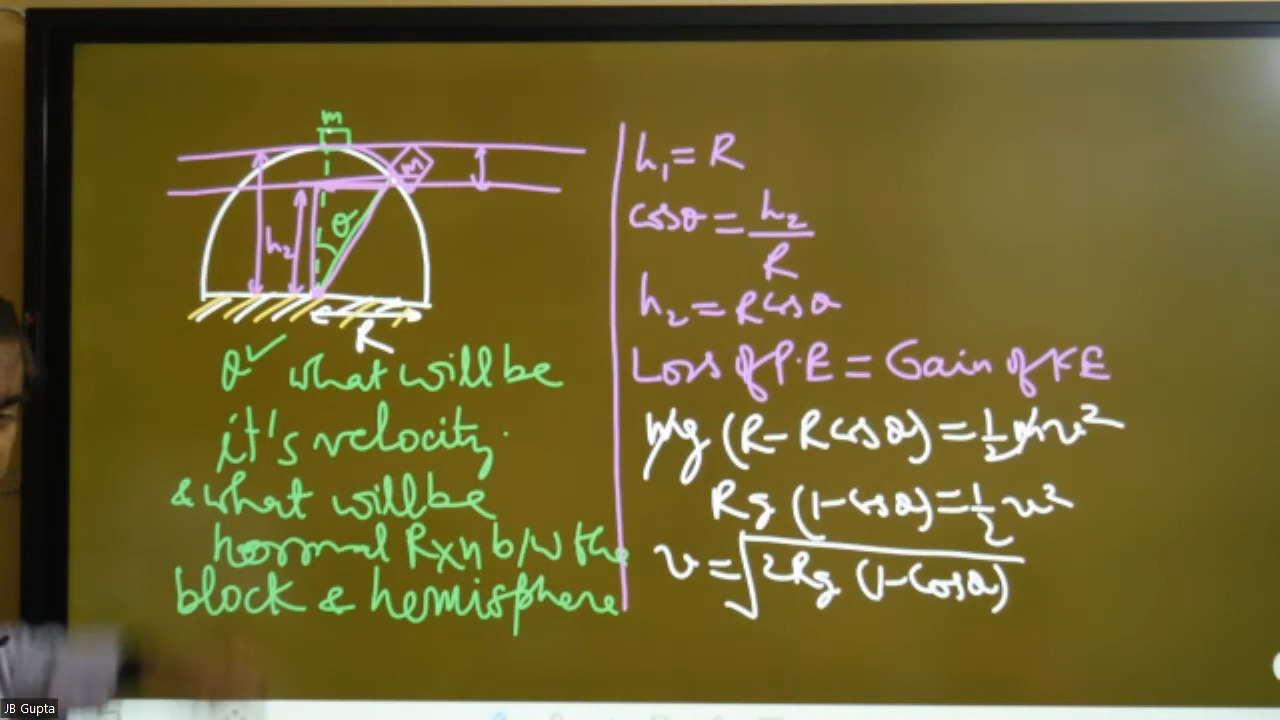 m
m
θ
h₂
R
θ✓ what will be
it's velocity.
& what will be
normal Rxn b/w the
block & hemisphere
h₁ = R
cosθ = h₂/R
h₂ = R cosθ
Loss of P.E = Gain of KE
mg (R - R cosθ) = 1/2 mv²
Rg (1 - cosθ) = 1/2 v²
v = √2Rg (1 - cosθ)
JB Gupta